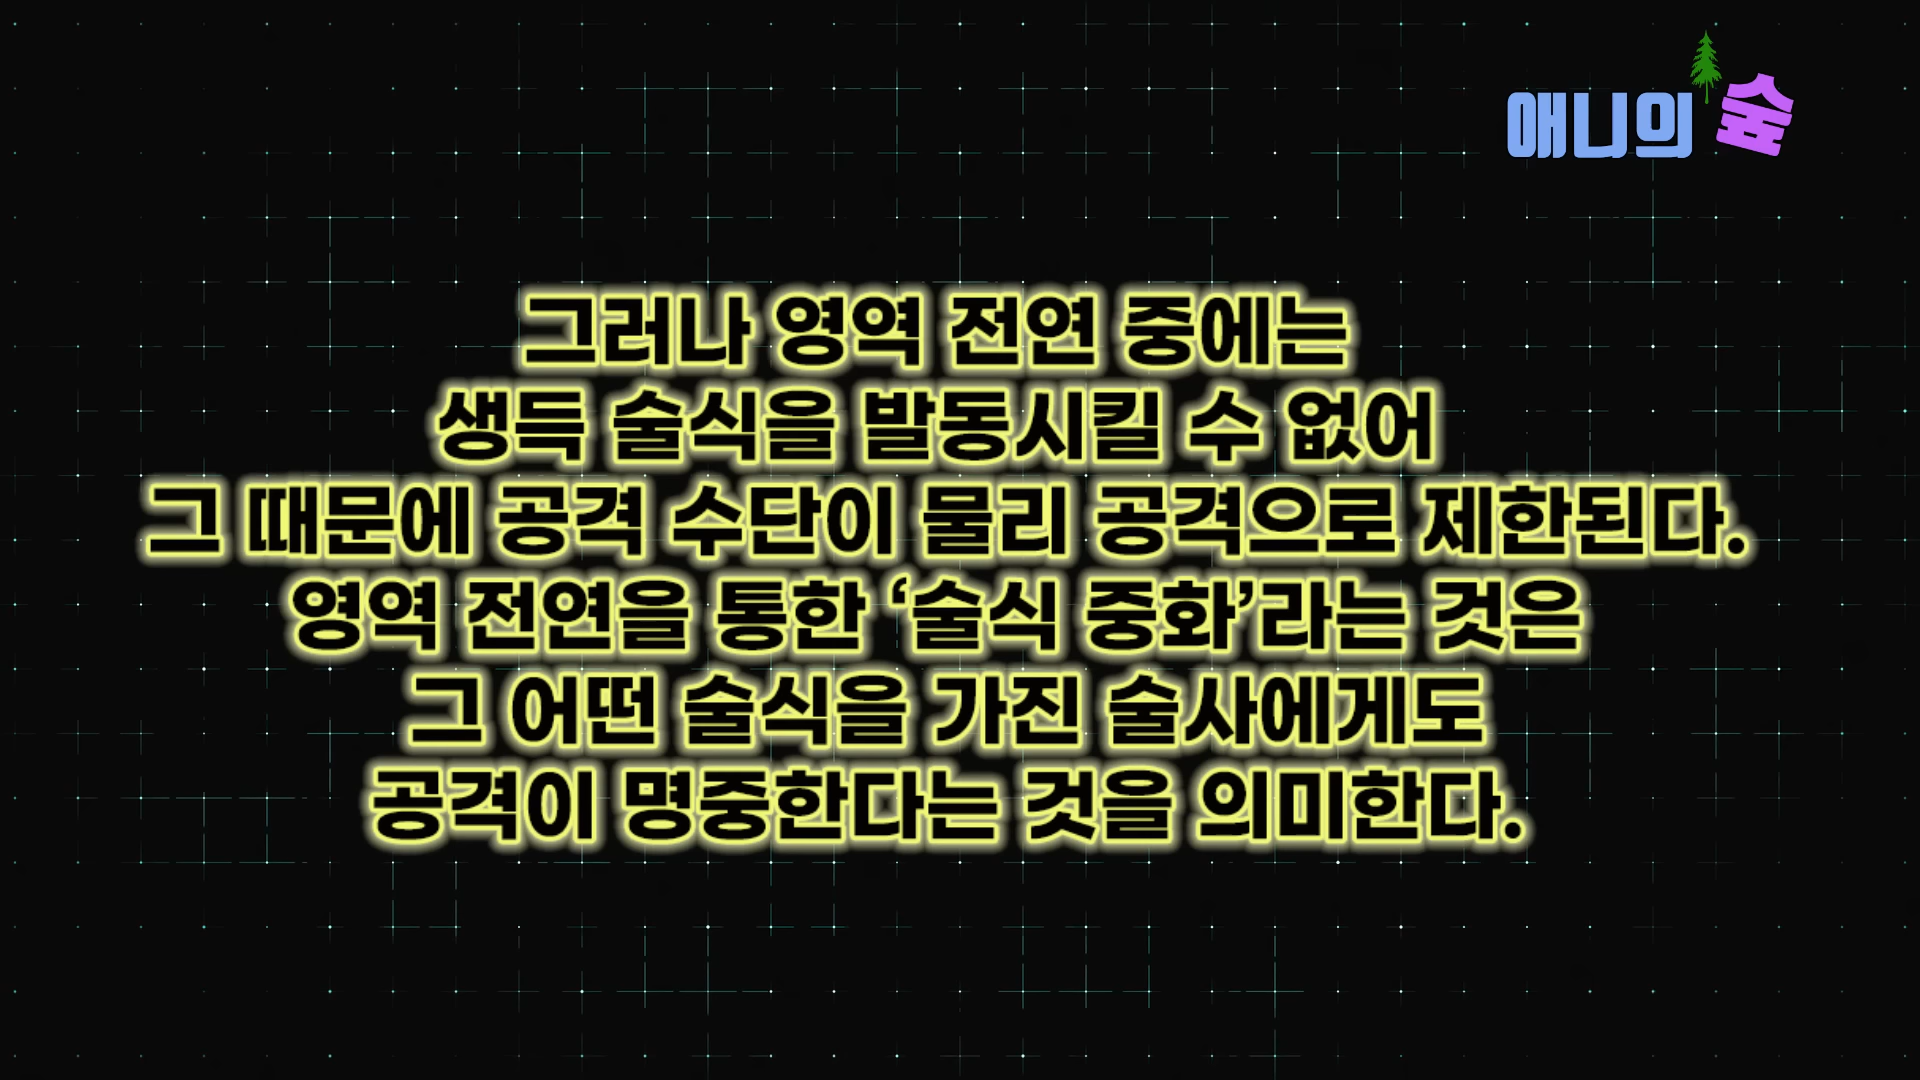 애니의 숲
그러나 영역 전연 중에는
생득 술식을 발동시킬 수 없어
그 때문에 공격 수단이 물리 공격으로 제한된다.
영역 전연을 통한 ‘술식 중화’라는 것은
그 어떤 술식을 가진 술사에게도
공격이 명중한다는 것을 의미한다.